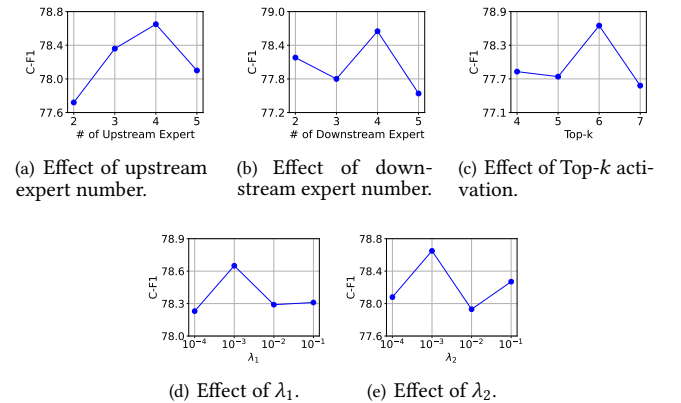 78.8
78.4
78.0
77.6
C-F1
2 3 4 5
# of Upstream Expert
79.0
78.4
77.8
77.2
C-F1
2 3 4 5
# of Downstream Expert
78.9
78.3
77.7
77.1
C-F1
4 5 6 7
Top-k
(a) Effect of upstream
expert number.
(b) Effect of down-
stream expert number.
(c) Effect of Top-k acti-
vation.
78.9
78.6
78.3
78.0
C-F1
10⁻⁴ 10⁻³ 10⁻² 10⁻¹
λ₁
78.8
78.4
78.0
77.6
C-F1
10⁻⁴ 10⁻³ 10⁻² 10⁻¹
λ₂
(d) Effect of λ₁.
(e) Effect of λ₂.